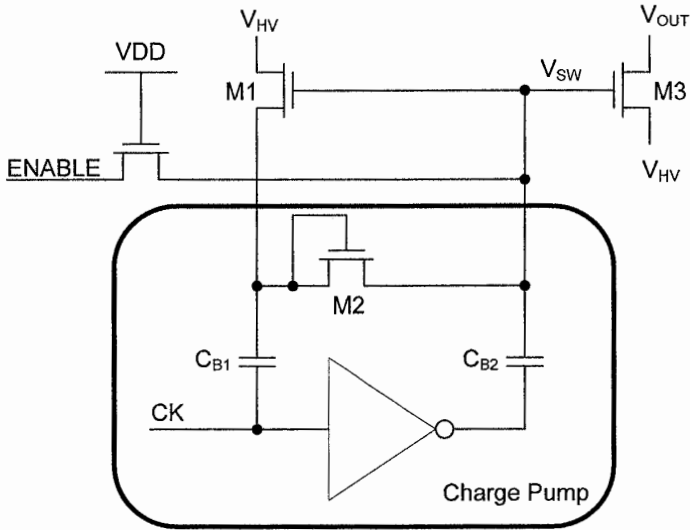 V_HV
V_OUT
VDD
V_SW
M1
M3
ENABLE
V_HV
M2
C_B1
C_B2
CK
Charge Pump